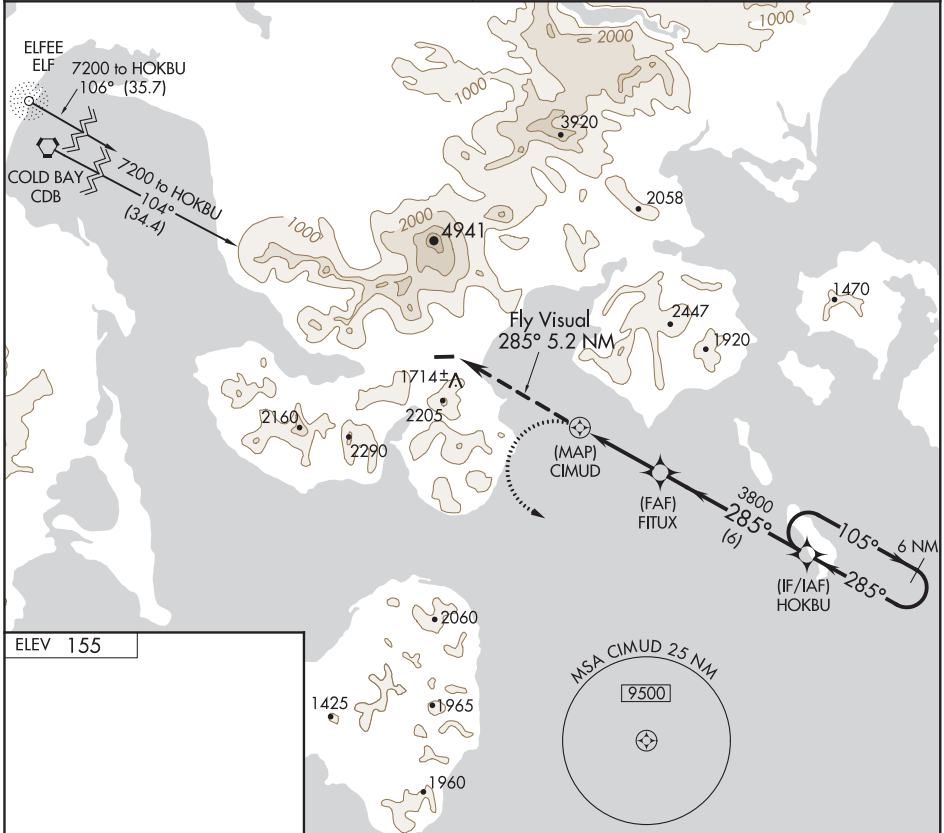 1000
2000
1000
ELFEE
ELF
7200 to HOKBU
106° (35.7)
3920
COLD BAY
CDB
7200 to HOKBU
104°
(34.4)
2058
1000
2000
4941
1470
Fly Visual
285° 5.2 NM
2447
1920
1714±
2205
2160
2290
(MAP)
CIMUD
(FAF)
FITUX
3800
285°
(6)
105°
6 NM
285°
(IF/IAF)
HOKBU
2060
ELEV 155
MSA CIMUD 25 NM
9500
1425
1965
1960